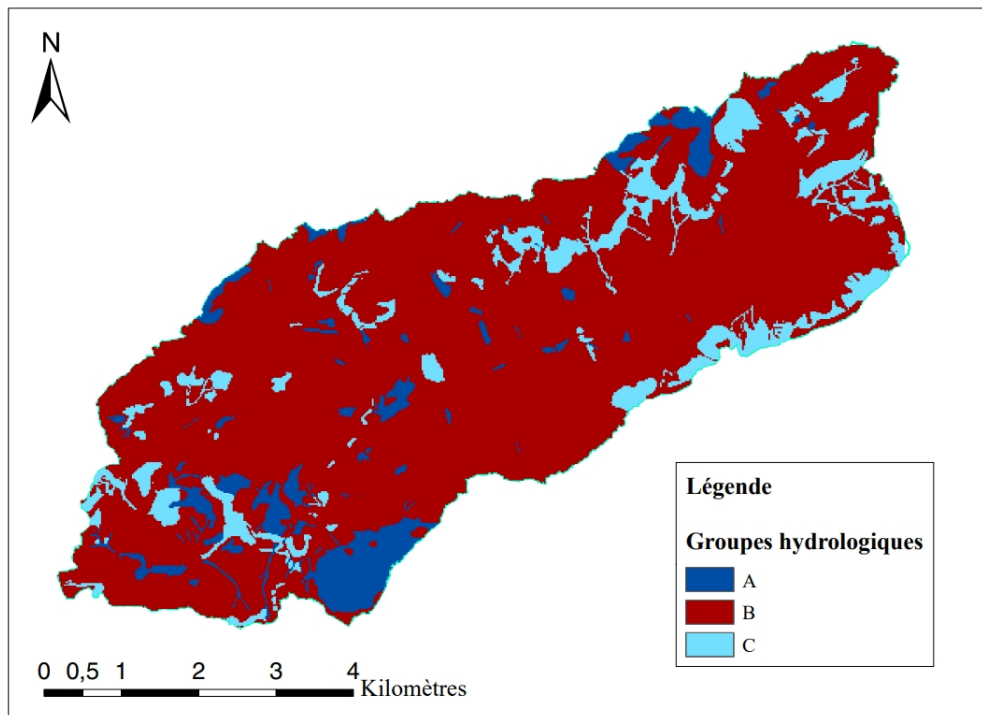 N
Légende
Groupes hydrologiques
A
B
C
0 0,5 1 2 3 4
Kilomètres